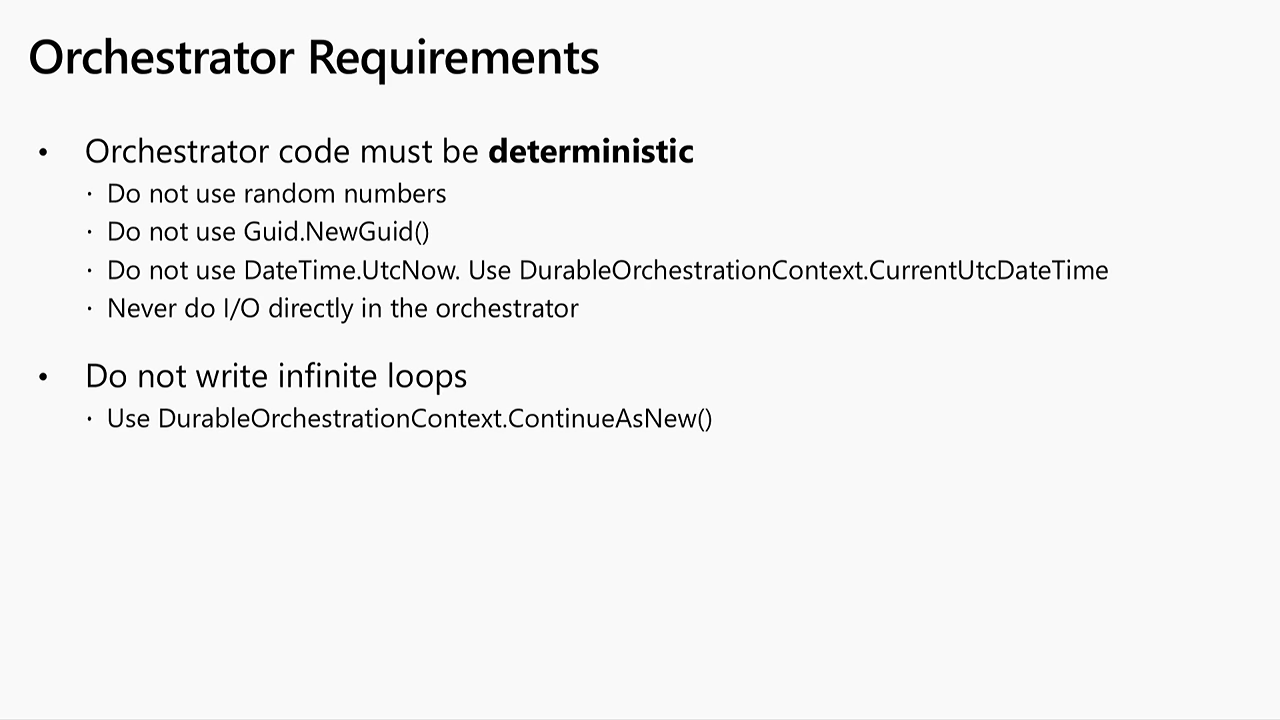 Orchestrator Requirements
• Orchestrator code must be deterministic
· Do not use random numbers
· Do not use Guid.NewGuid()
· Do not use DateTime.UtcNow. Use DurableOrchestrationContext.CurrentUtcDateTime
· Never do I/O directly in the orchestrator
• Do not write infinite loops
· Use DurableOrchestrationContext.ContinueAsNew()